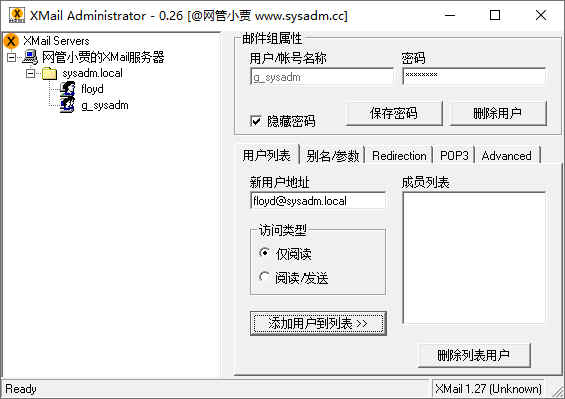 XMail Administrator - 0.26 [@网管小贾 www.sysadm.cc]
XMail Servers
网管小贾的XMail服务器
sysadm.local
floyd
g_sysadm
邮件组属性
用户/帐号名称
密码
g_sysadm
********
隐藏密码
保存密码
删除用户
用户列表
别名/参数
Redirection
POP3
Advanced
新用户地址
成员列表
floyd@sysadm.local
访问类型
仅阅读
阅读/发送
添加用户到列表 >>
删除列表用户
Ready
XMail 1.27 (Unknown)